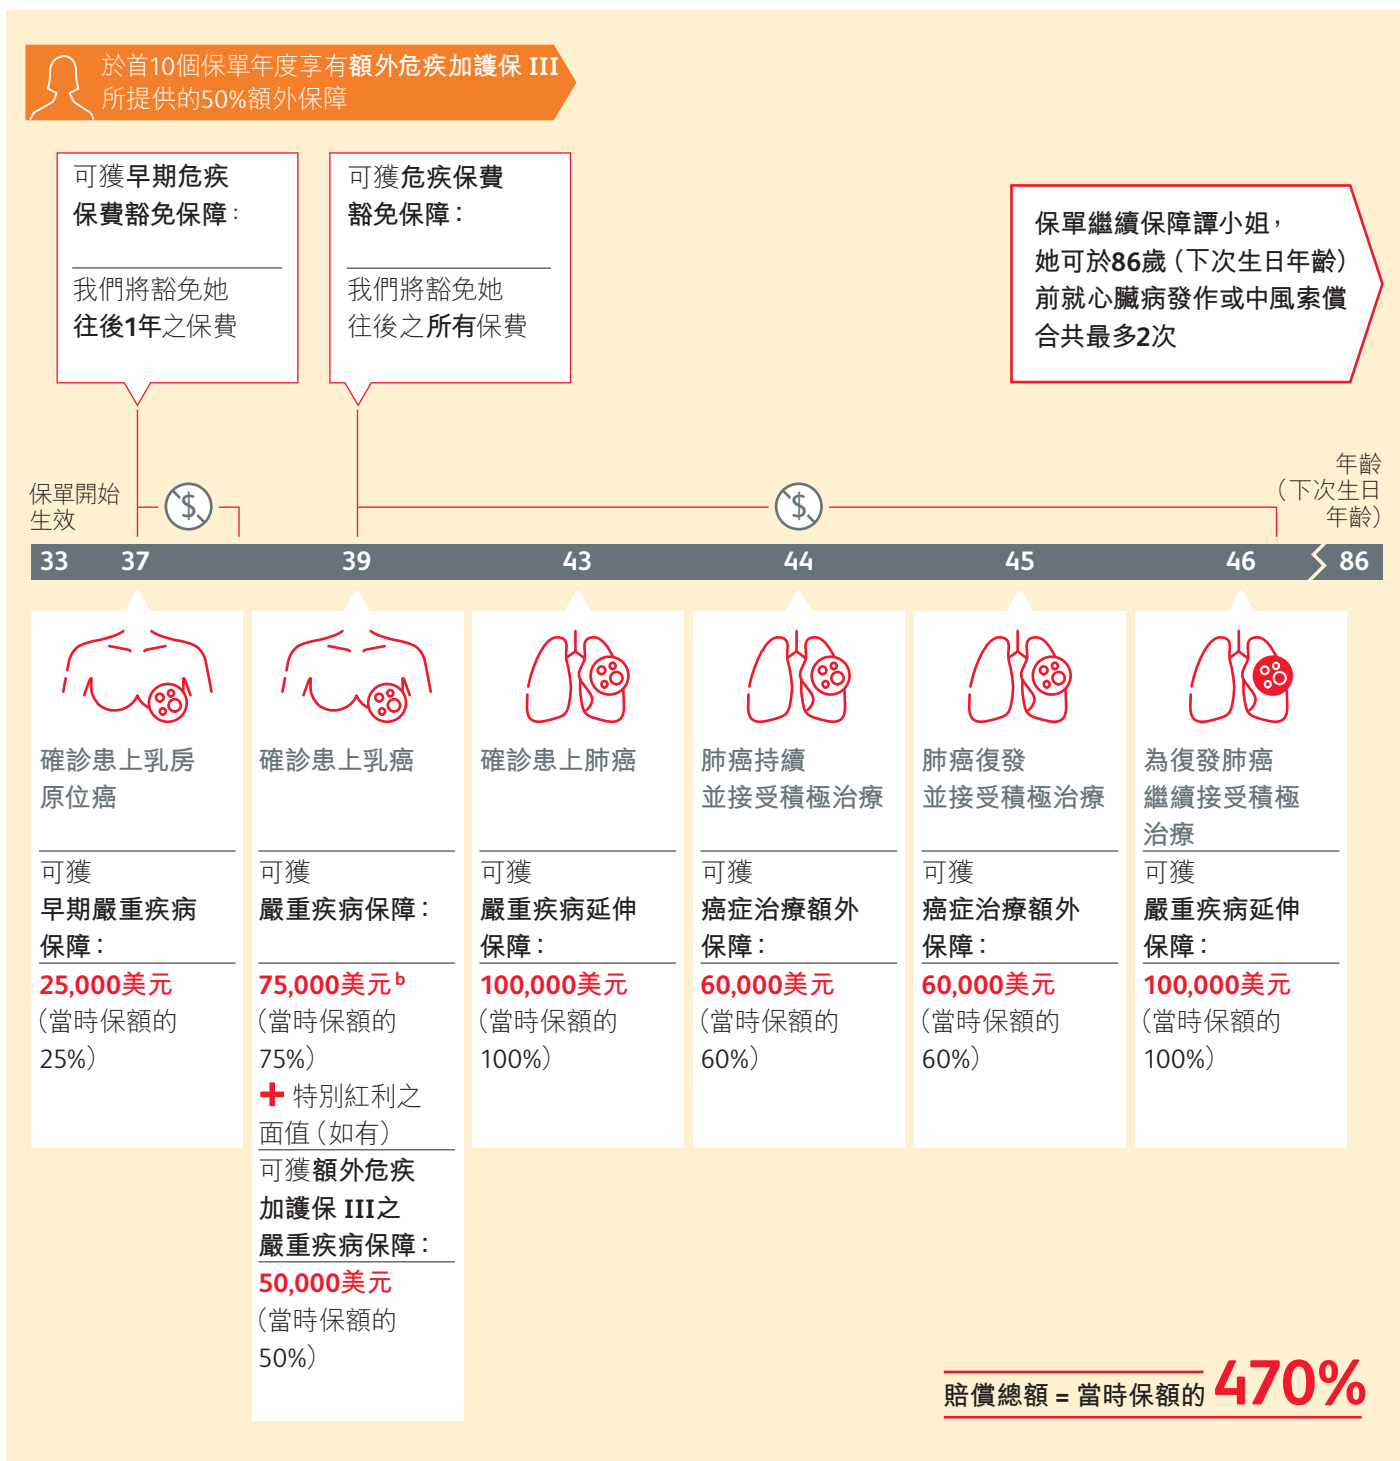 於首10個保單年度享有額外危疾加護保 III
所提供的50%額外保障
可獲早期危疾
保費豁免保障：
我們將豁免她
往後1年之保費
可獲危疾保費
豁免保障：
我們將豁免她
往後之所有保費
保單繼續保障譚小姐，
她可於86歲（下次生日年齡）
前就心臟病發作或中風索償
合共最多2次
保單開始
生效
$
$
年齡
（下次生日
年齡）
33 37 39 43 44 45 46 86
確診患上乳房
原位癌
可獲
早期嚴重疾病
保障：
25,000美元
（當時保額的
25%）
確診患上乳癌
可獲
嚴重疾病保障：
75,000美元 b
（當時保額的
75%）
+ 特別紅利之
面值（如有）
可獲額外危疾
加護保 III之
嚴重疾病保障：
50,000美元
（當時保額的
50%）
確診患上肺癌
可獲
嚴重疾病延伸
保障：
100,000美元
（當時保額的
100%）
肺癌持續
並接受積極治療
可獲
癌症治療額外
保障：
60,000美元
（當時保額的
60%）
肺癌復發
並接受積極治療
可獲
癌症治療額外
保障：
60,000美元
（當時保額的
60%）
為復發肺癌
繼續接受積極
治療
可獲
嚴重疾病延伸
保障：
100,000美元
（當時保額的
100%）
賠償總額 = 當時保額的 470%